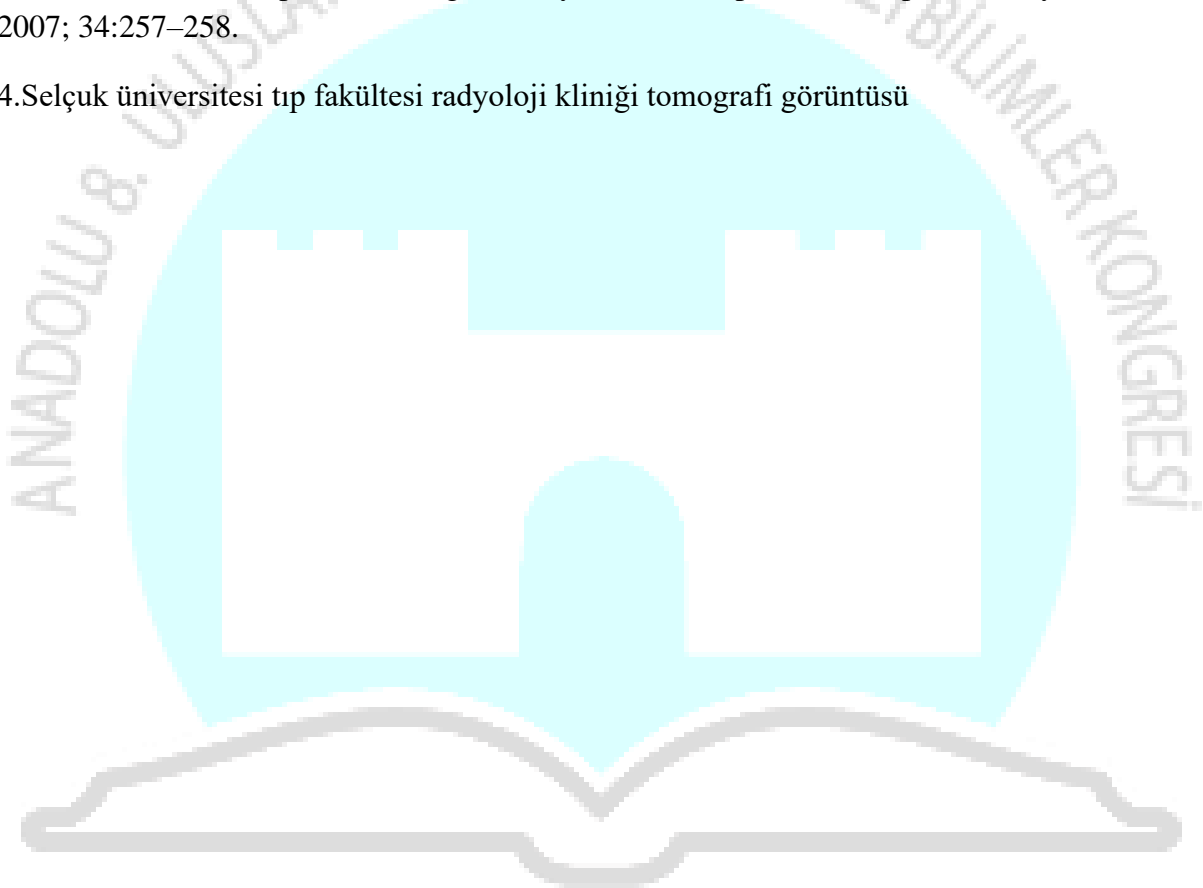 2007; 34:257–258.
4.Selçuk üniversitesi tıp fakültesi radyoloji kliniği tomografi görüntüsü
ANADOLU 8. ULUSLA
BİLİMLER KONGRESİ